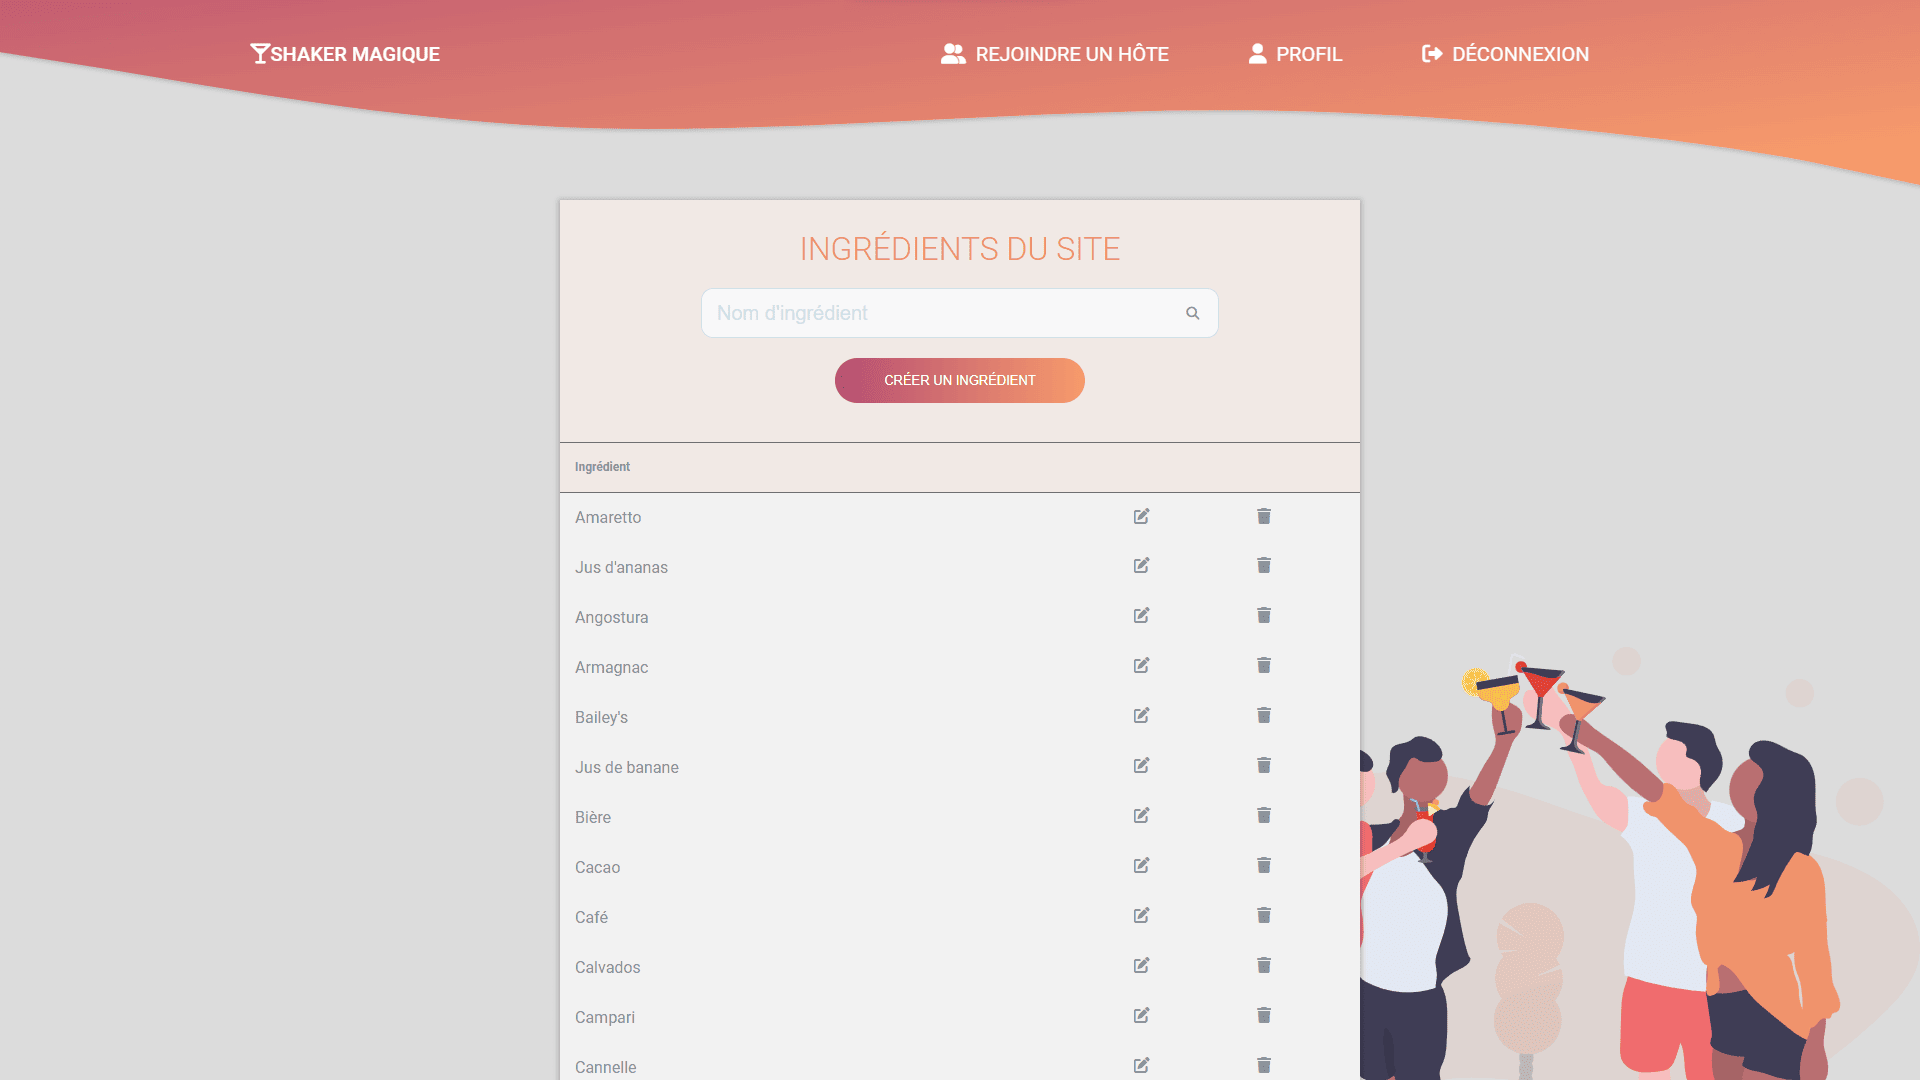 SHAKER MAGIQUE
REJOINDRE UN HÔTE
PROFIL
DÉCONNEXION
INGRÉDIENTS DU SITE
Nom d'ingrédient
CRÉER UN INGRÉDIENT
Ingrédient
Amaretto
Jus d'ananas
Angostura
Armagnac
Bailey's
Jus de banane
Bière
Cacao
Café
Calvados
Campari
Cannelle